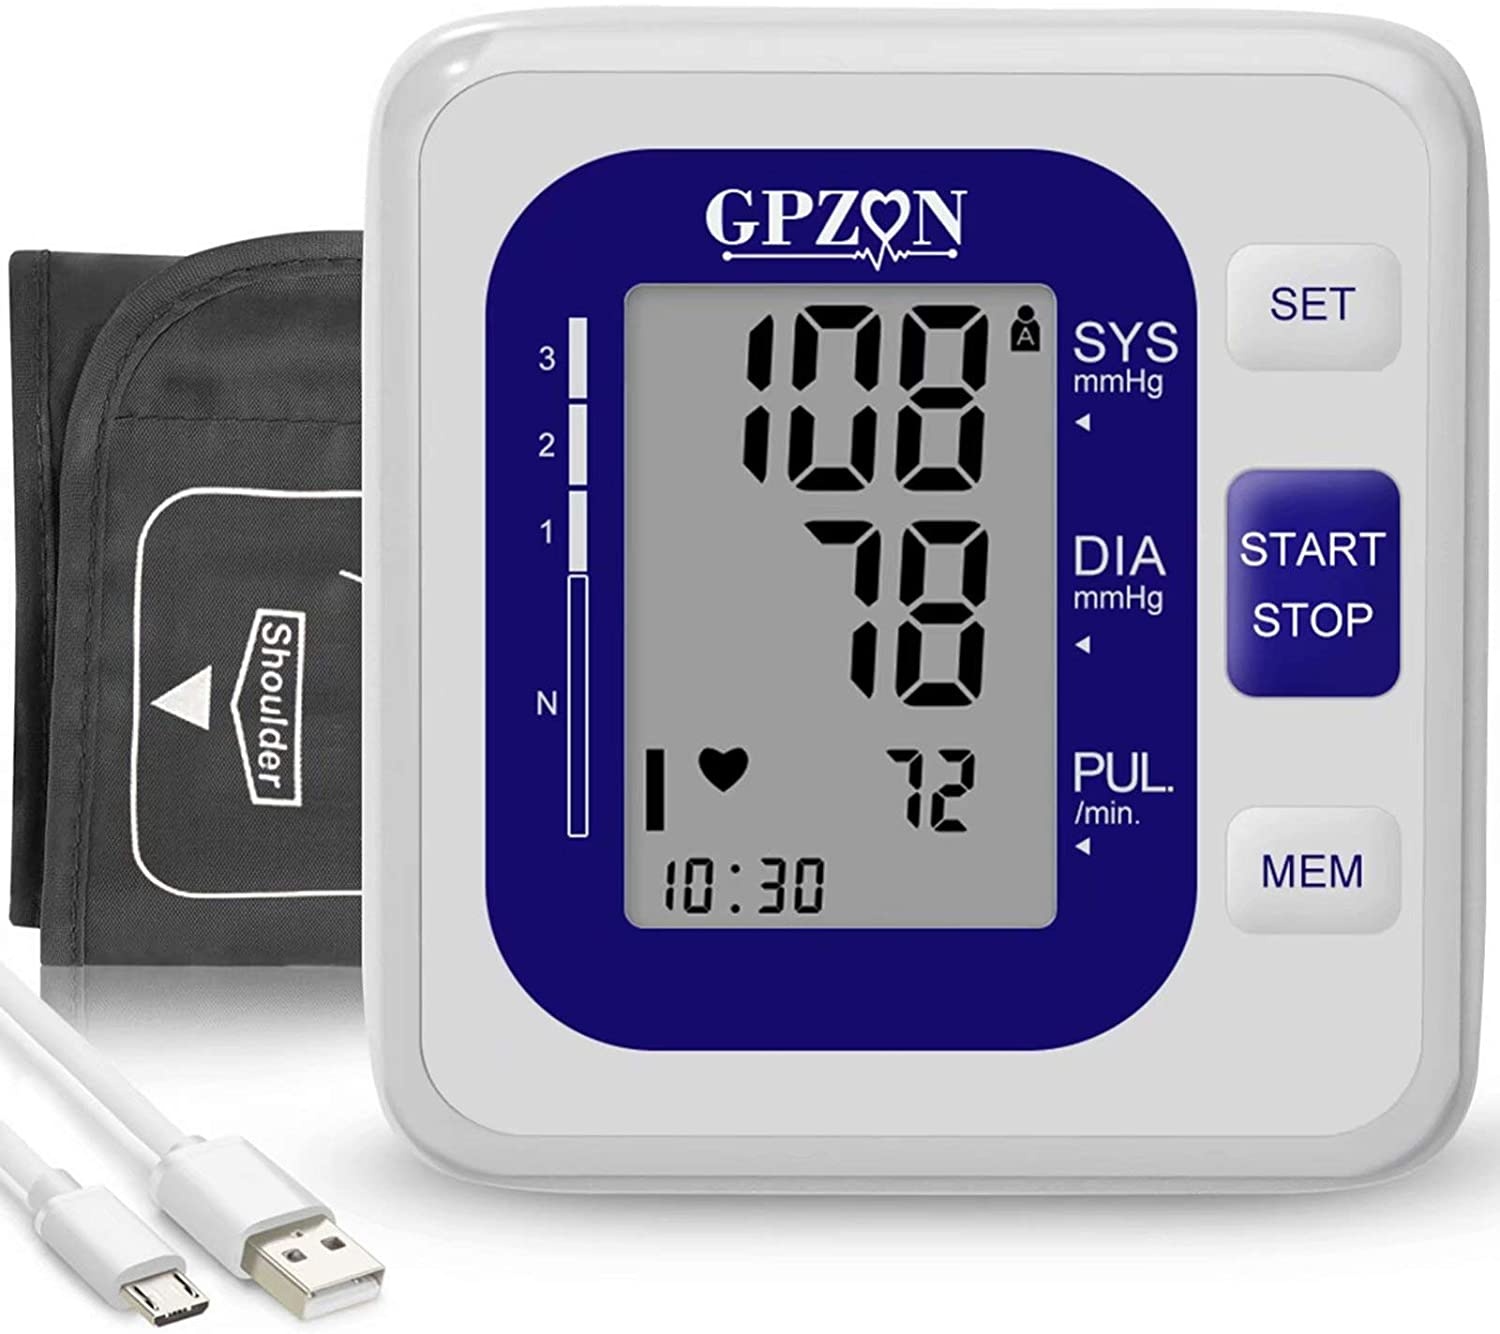 GPZON
108
A
SYS
mmHg
3
2
1
N
78
DIA
mmHg
72
PUL.
/min.
10:30
SET
START
STOP
MEM
Shoulder